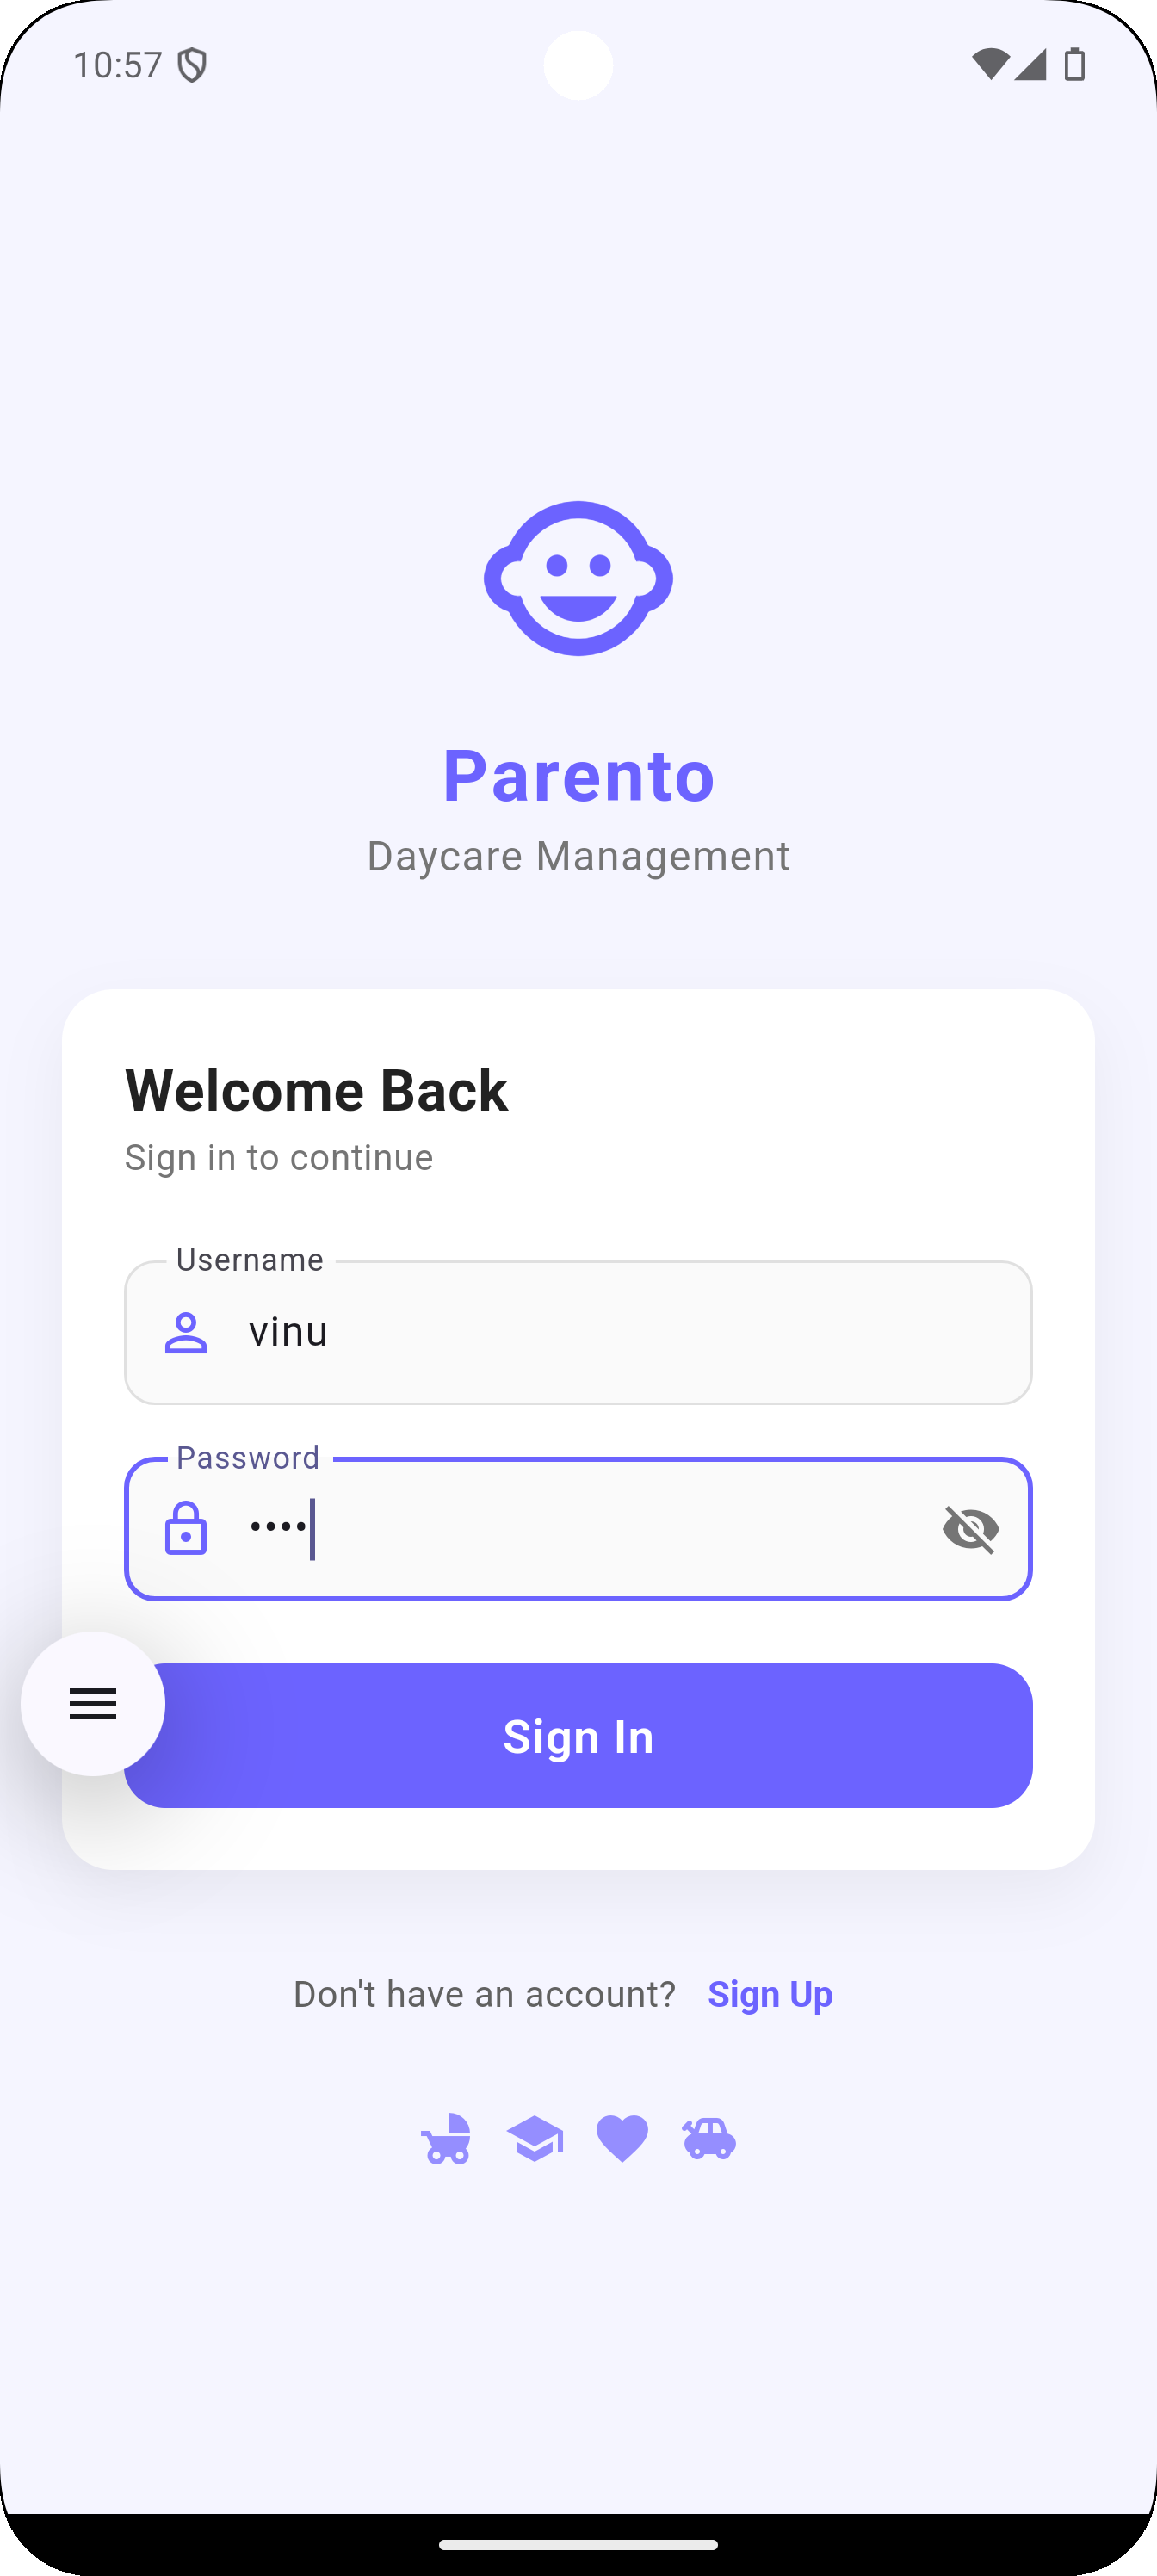 10:57
Parento
Daycare Management
Welcome Back
Sign in to continue
Username
vinu
Password
••••
Sign In
Don't have an account? Sign Up